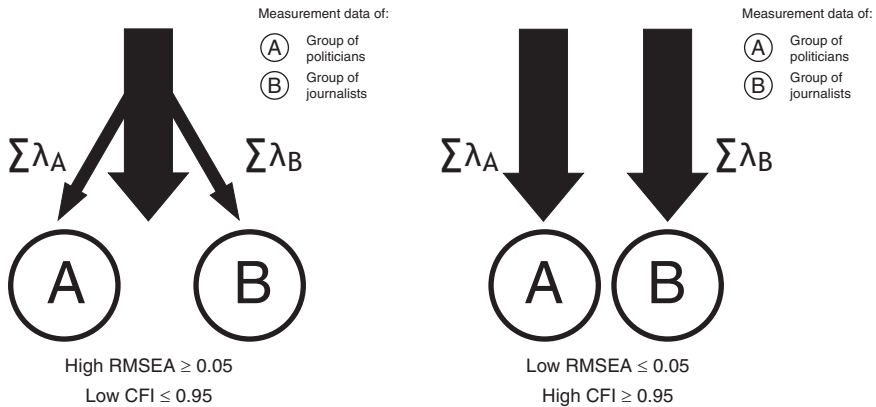 Measurement data of:
A Group of
politicians
B Group of
journalists
∑λA
∑λB
A
B
High RMSEA ≥ 0.05
Low CFI ≤ 0.95
Measurement data of:
A Group of
politicians
B Group of
journalists
∑λA
∑λB
A
B
Low RMSEA ≤ 0.05
High CFI ≥ 0.95